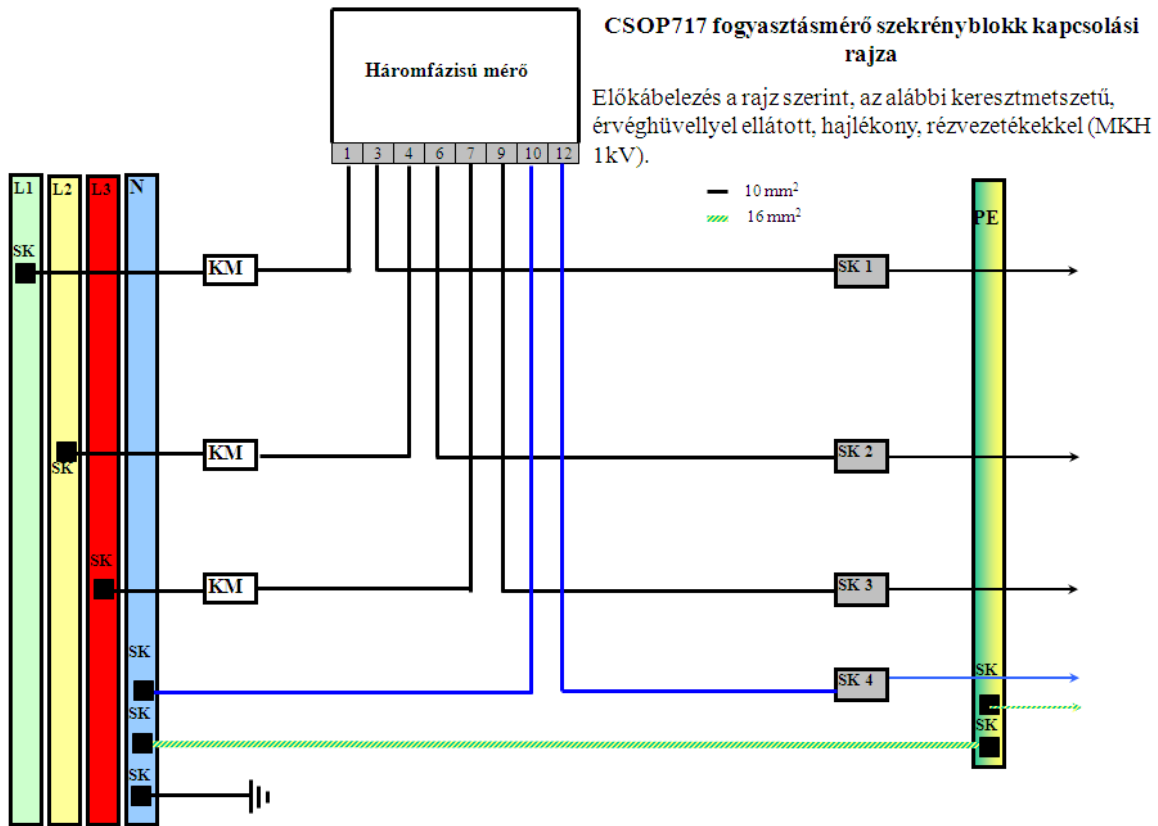 CSOP717 fogyasztásmérő szekrényblokk kapcsolási
rajza
Háromfázisú mérő
Előkábelezés a rajz szerint, az alábbi keresztmetszetű,
érvéghüvellyel ellátott, hajlékony, rézvezetékekkel (MKH
1kV).
1 3 4 6 7 9 10 12
10 mm²
16 mm²
L1 L2 L3 N
PE
SK
KM
SK 1
KM
SK 2
SK
SK
KM
SK 3
SK
SK 4
SK
SK
SK
SK